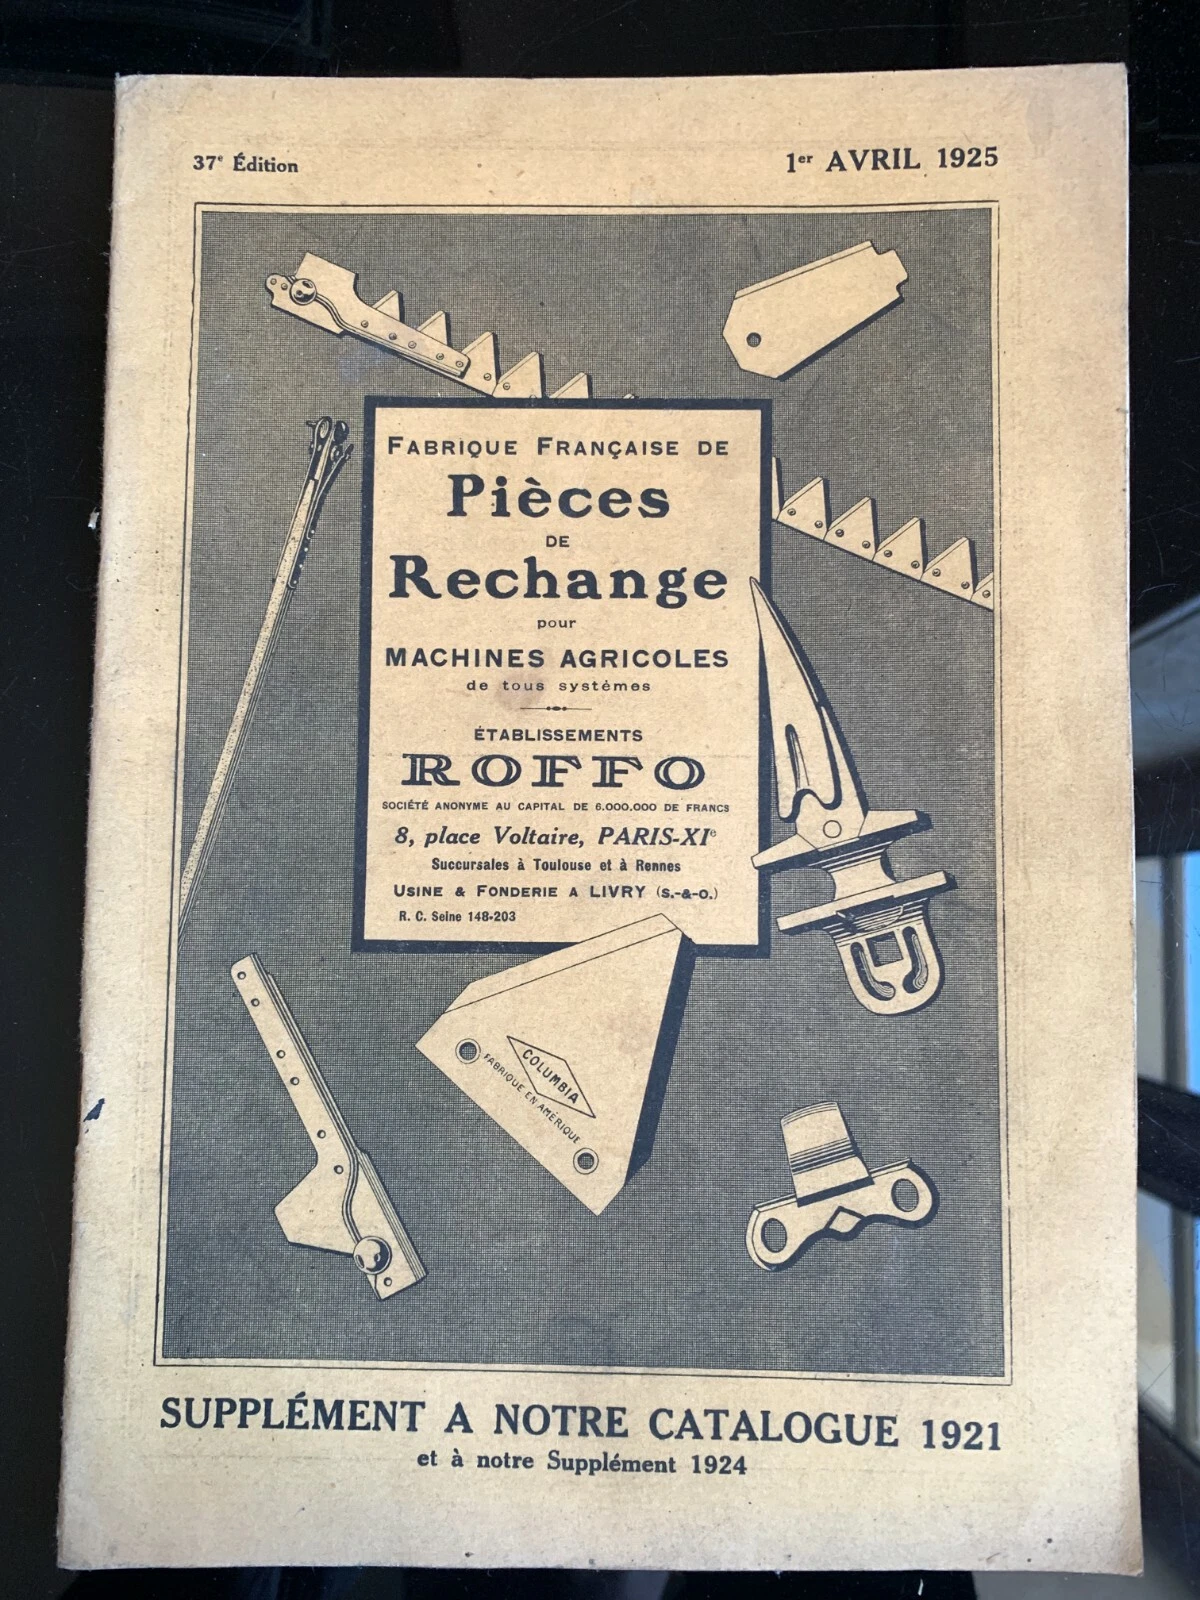 37e Édition
1er AVRIL 1925
FABRIQUE FRANÇAISE DE
Pièces
DE
Rechange
pour
MACHINES AGRICOLES
de tous systèmes
ÉTABLISSEMENTS
ROFFO
SOCIÉTÉ ANONYME AU CAPITAL DE 6.000,000 DE FRANCS
8, place Voltaire, PARIS-XIe
Succursales à Toulouse et à Rennes
USINE & FONDERIE A LIVRY (S.-&-O.)
R. C. Seine 148-203
COLUMBIA
FABRIQUE EN AMÉRIQUE
SUPPLÉMENT A NOTRE CATALOGUE 1921
et à notre Supplément 1924